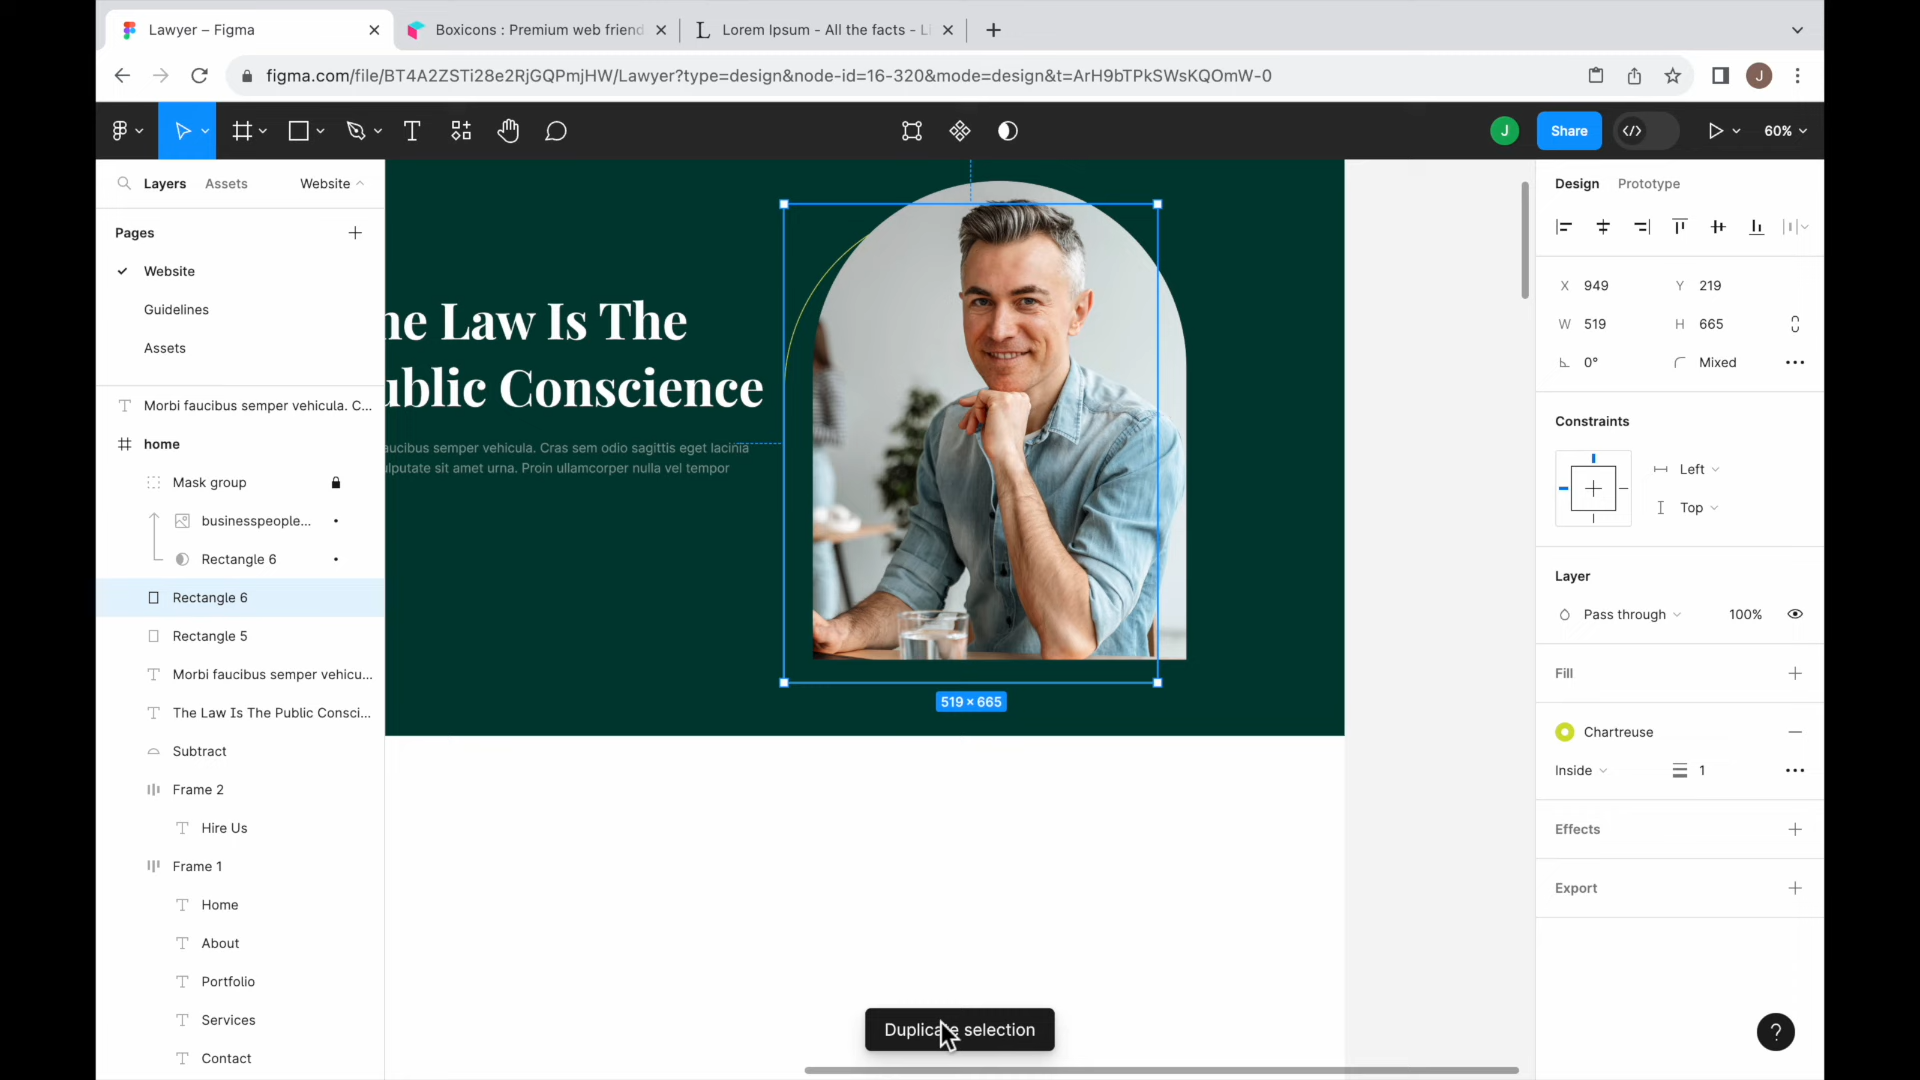 Lawyer – Figma
Boxicons : Premium web friend
Lorem Ipsum - All the facts - Li
figma.com/file/BT4A2ZSTi28e2RjGQPmjHW/Lawyer?type=design&node-id=16-320&mode=design&t=ArH9bTPkSWsKQOmW-0
J
J
Share
60%
Layers
Assets
Website
Pages
Website
Guidelines
Assets
Morbi faucibus semper vehicula. C...
home
Mask group
businesspeople...
Rectangle 6
Rectangle 6
Rectangle 5
Morbi faucibus semper vehicu...
The Law Is The Public Consci...
Subtract
Frame 2
Hire Us
Frame 1
Home
About
Portfolio
Services
Contact
he Law Is The
ublic Conscience
aucibus semper vehicula. Cras sem odio sagittis eget lacinia
ulputate sit amet urna. Proin ullamcorper nulla vel tempor
519 × 665
Duplicate selection
Design
Prototype
X 949
Y 219
W 519
H 665
0°
Mixed
Constraints
Left
Top
Layer
Pass through
100%
Fill
Chartreuse
Inside
1
Effects
Export
?